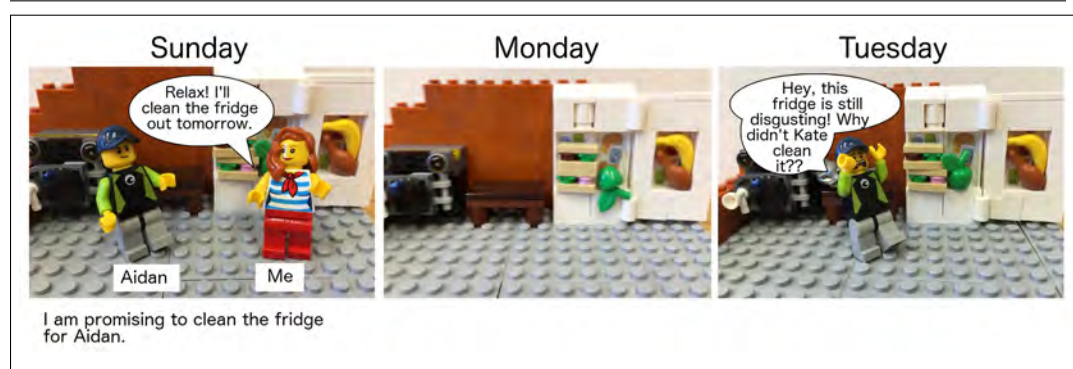 Sunday
Monday
Tuesday
Relax! I'll
clean the fridge
out tomorrow.
Hey, this
fridge is still
disgusting! Why
didn't Kate
clean
it??
Aidan
Me
I am promising to clean the fridge
for Aidan.